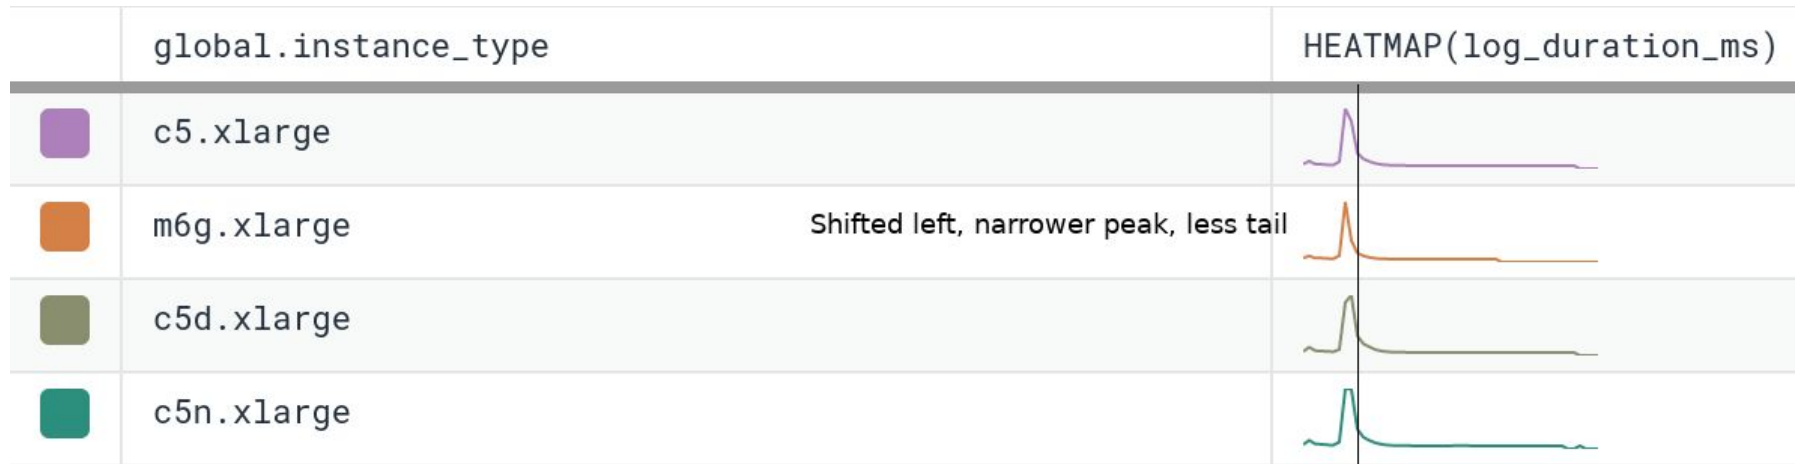 global.instance_type HEATMAP(log_duration_ms)
c5.xlarge
m6g.xlarge Shifted left, narrower peak, less tail
c5d.xlarge
c5n.xlarge